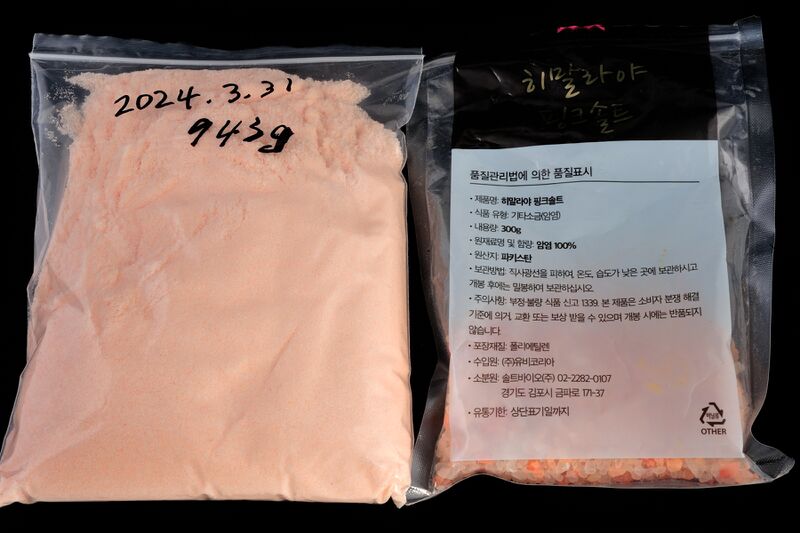 2024.3.31
943g
히말라야
핑크솔트
품질관리법에 의한 품질표시
• 제품명: 히말라야 핑크솔트
• 식품 유형: 기타소금(암염)
• 내용량: 300g
• 원재료명 및 함량: 암염 100%
• 원산지: 파키스탄
• 보관방법: 직사광선을 피하여, 온도, 습도가 낮은 곳에 보관하시고
개봉 후에는 밀봉하여 보관하십시오.
• 주의사항: 부정·불량 식품 신고 1339. 본 제품은 소비자 분쟁 해결
기준에 의거, 교환 또는 보상 받을 수 있으며 개봉 시에는 반품되지
않습니다.
• 포장재질: 폴리에틸렌
• 수입원: (주)유비코리아
• 소분원: 솔트바이오(주) 02-2282-0107
경기도 김포시 금파로 171-37
• 유통기한: 상단표기일까지
OTHER